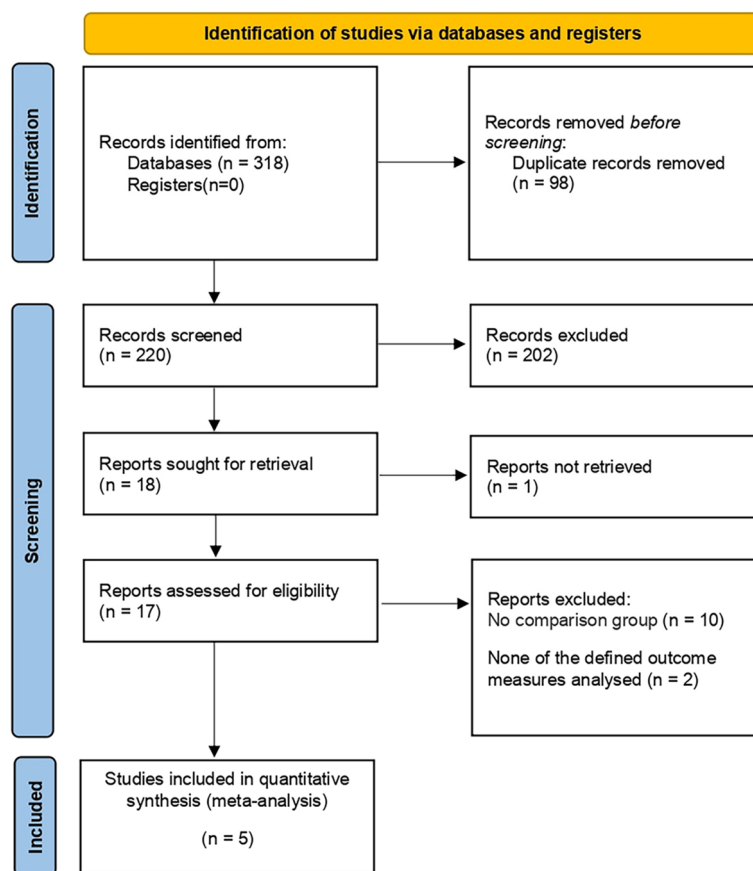 Identification of studies via databases and registers
Identification
Records identified from:
Databases (n = 318)
Registers(n=0)
Records removed before
screening:
Duplicate records removed
(n = 98)
Screening
Records screened
(n = 220)
Records excluded
(n = 202)
Reports sought for retrieval
(n = 18)
Reports not retrieved
(n = 1)
Reports assessed for eligibility
(n = 17)
Reports excluded:
No comparison group (n = 10)
None of the defined outcome
measures analysed (n = 2)
Included
Studies included in quantitative
synthesis (meta-analysis)
(n = 5)